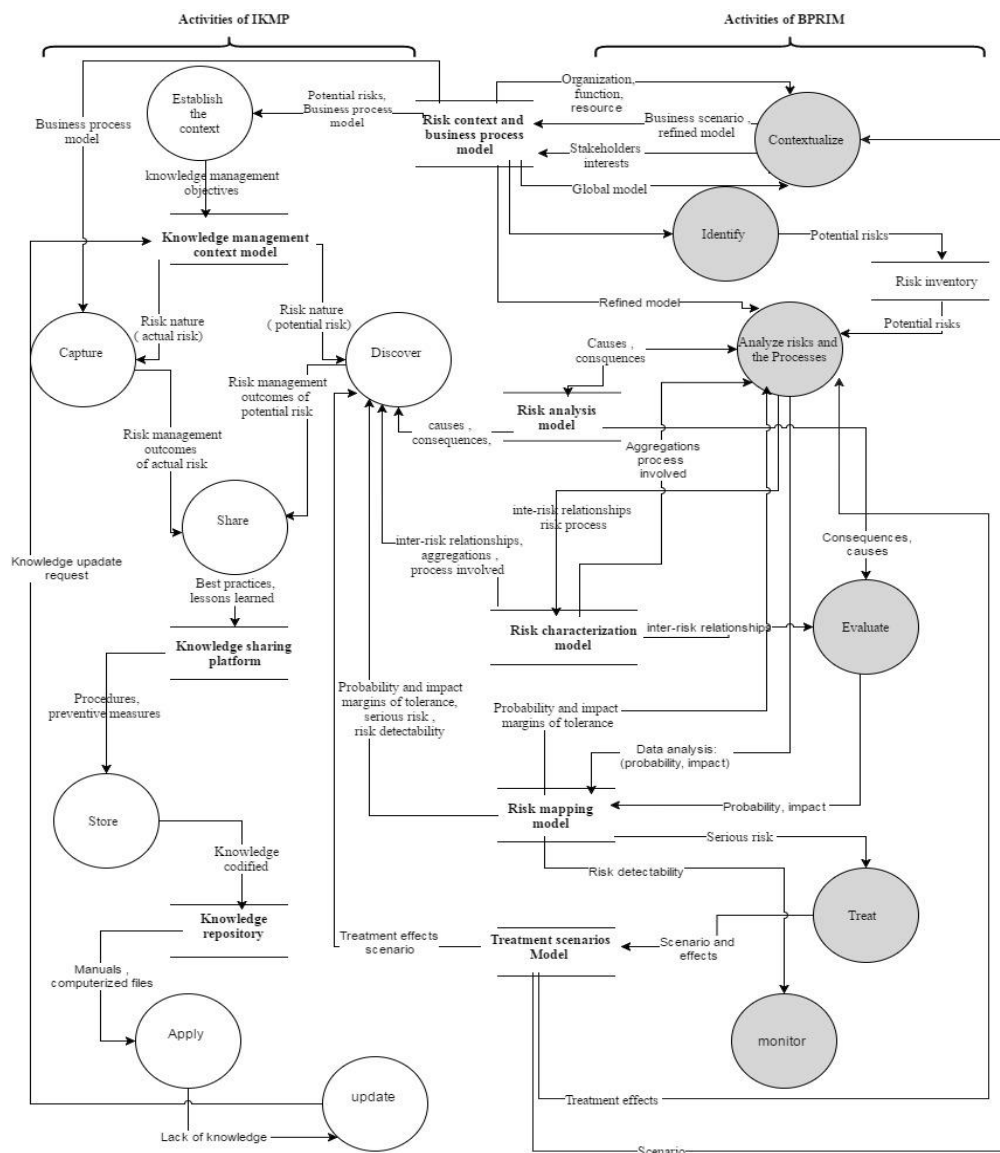 Activities of IKMP
Activities of BPRIM
Establish
the
context
Potential risks,
Business process
model
Business process
model
Risk context and
business process
model
Organization,
function,
resource
Business scenario ,
refined model
Stakeholders
interests
Global model
Contextualize
knowledge management
objectives
Knowledge management
context model
Identify
Potential risks
Risk inventory
Potential risks
Refined model
Risk nature
( actual risk)
Risk nature
( potential risk)
Capture
Discover
Causes ,
consquences
Analyze risks and
the Processes
Risk management
outcomes of
potential risk
Risk analysis
model
causes ,
consequences,
Risk management
outcomes
of actual risk
Aggregations
process
involved
Share
inte-risk relationships
risk process
inter-risk relationships,
aggregations ,
process involved
Consequences,
causes
Knowledge upadate
request
Best practices,
lessons learned
Risk characterization
model
inter-risk relationships
Evaluate
Knowledge sharing
platform
Procedures,
preventive measures
Probability and impact
margins of tolerance,
serious risk ,
risk detectability
Probability and impact
margins of tolerance
Data analysis:
(probability, impact)
Store
Risk mapping
model
Probability, impact
Serious risk
Knowledge
codified
Risk detectability
Knowledge
repository
Treat
Treatment effects
scenario
Treatment scenarios
Model
Scenario and
effects
Manuals ,
computerized files
Apply
monitor
update
Treatment effects
Lack of knowledge
Scenario